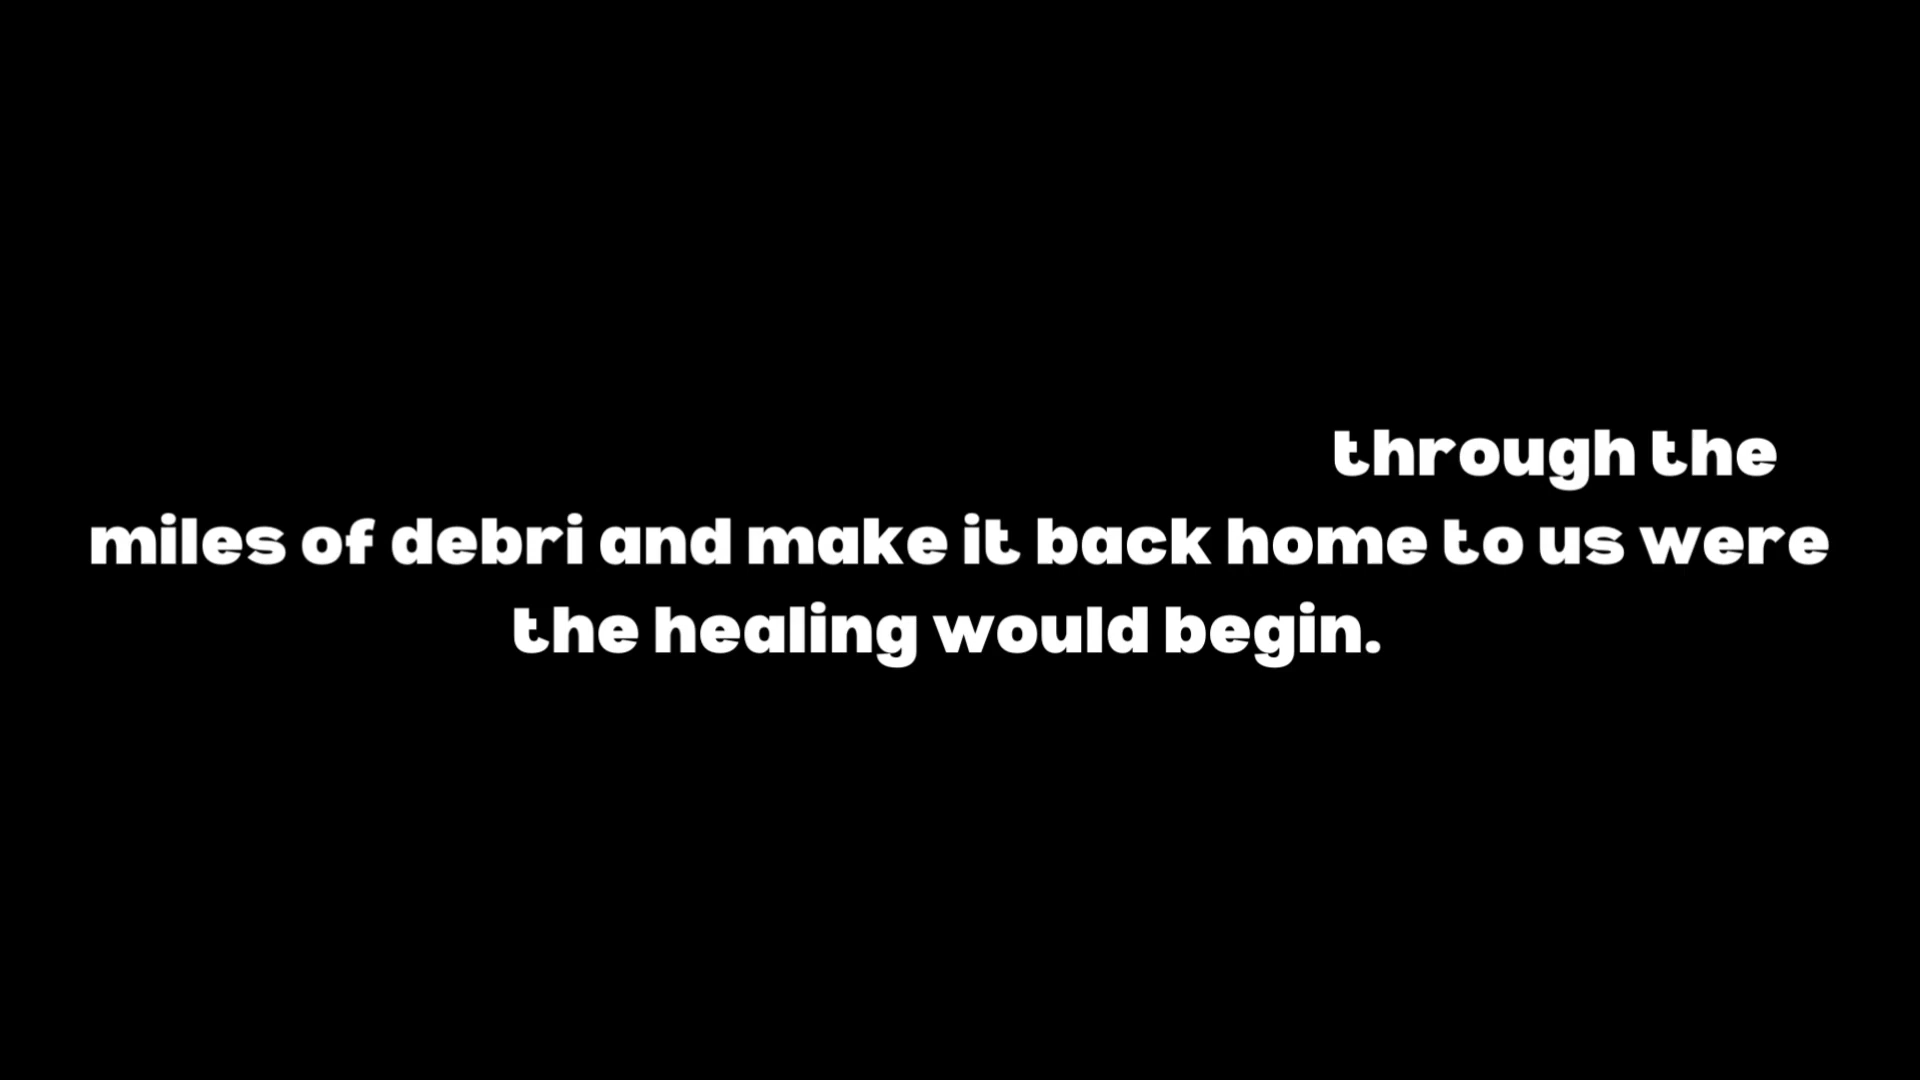 through the
miles of debri and make it back home to us were
the healing would begin.